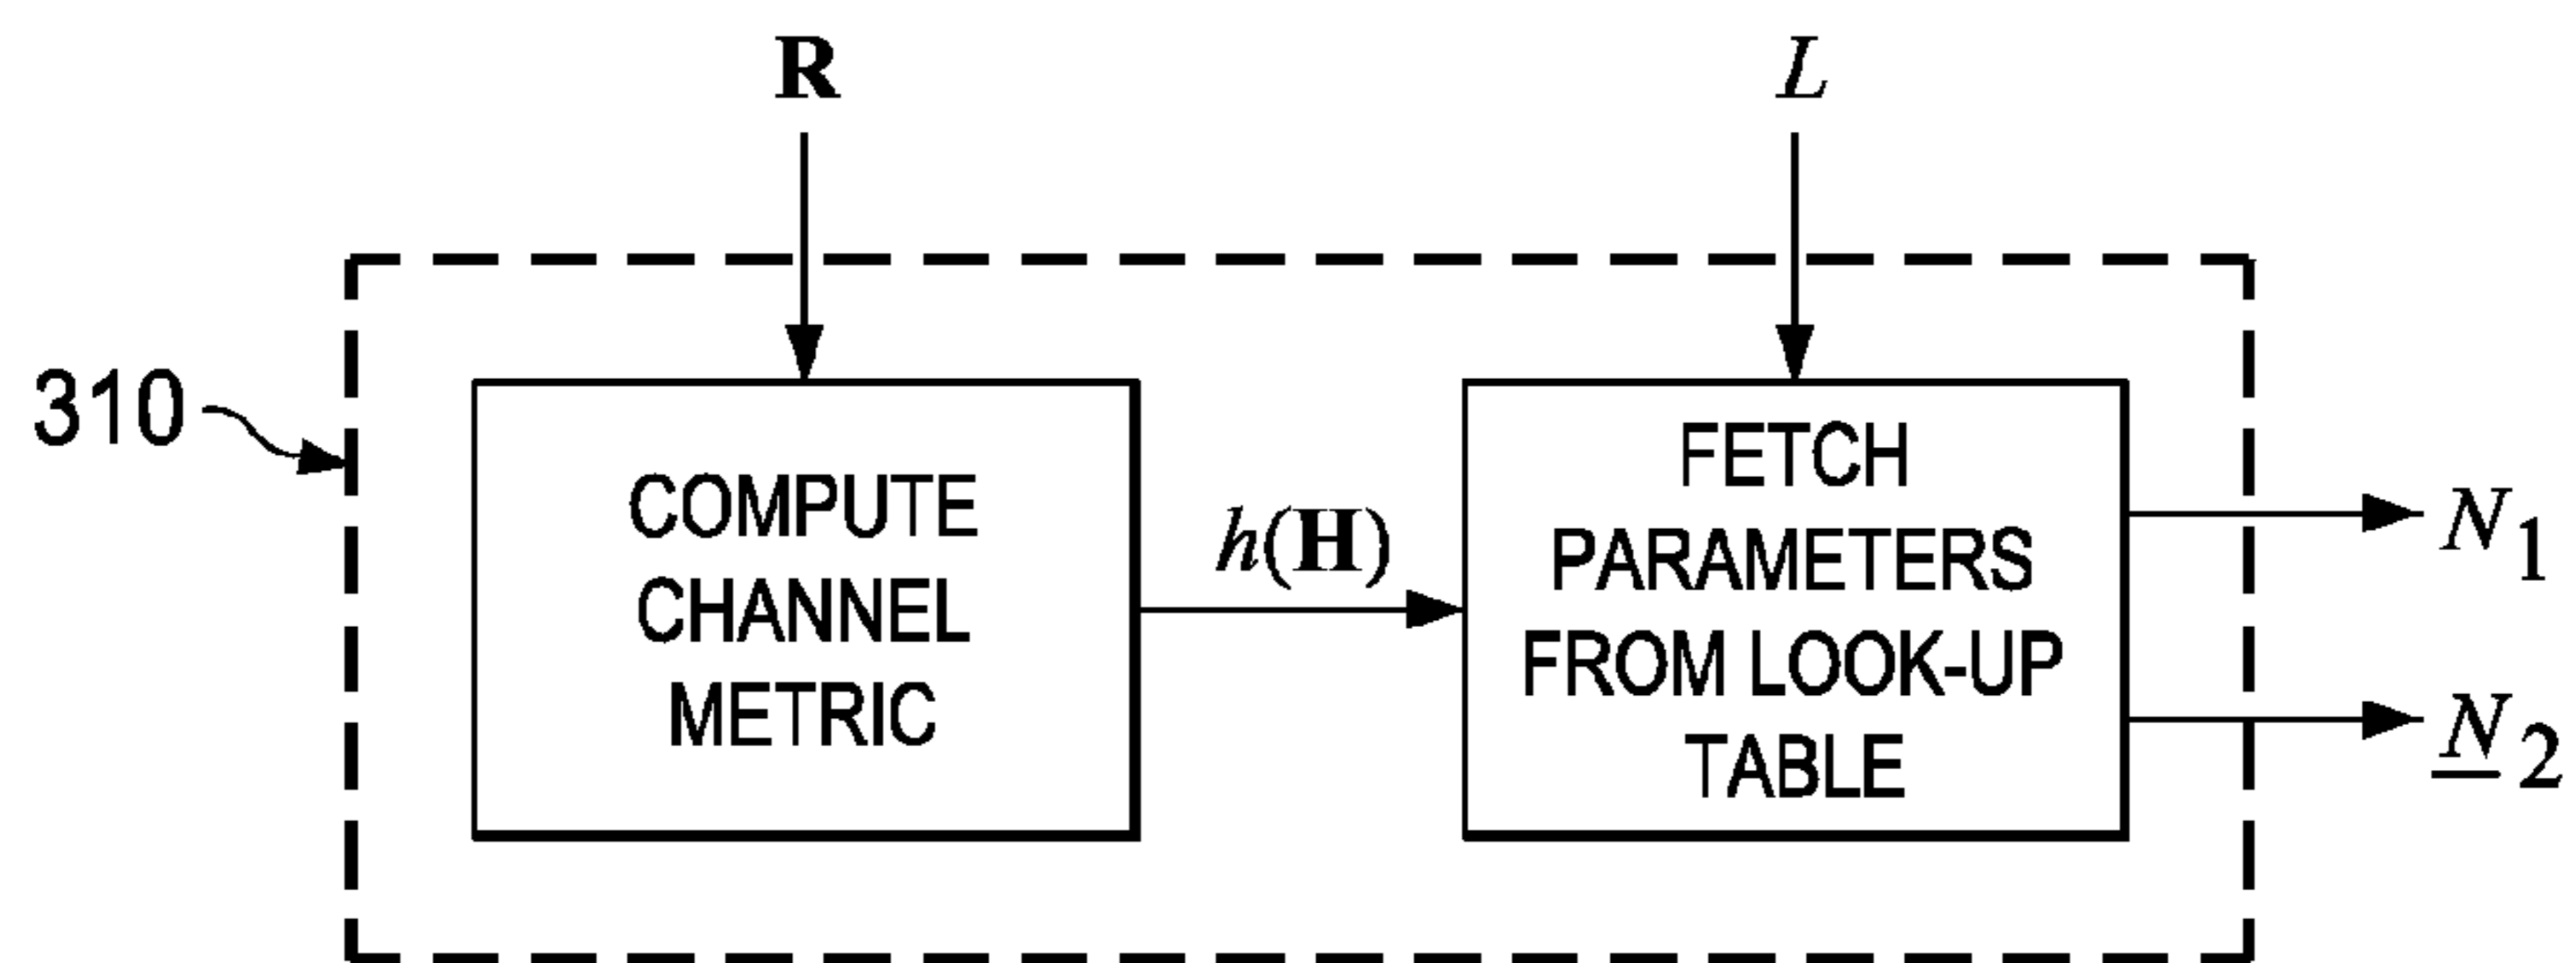 R
L
310
COMPUTE
CHANNEL
METRIC
h(H)
FETCH
PARAMETERS
FROM LOOK-UP
TABLE
N1
N2